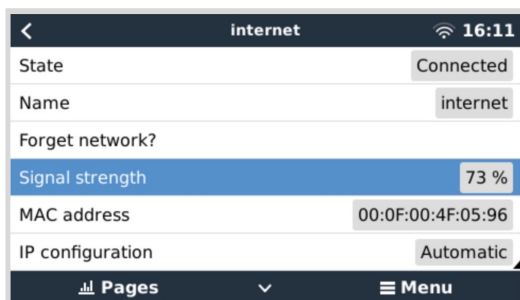 internet 16:11
State Connected
Name internet
Forget network?
Signal strength 73 %
MAC address 00:0F:00:4F:05:96
IP configuration Automatic
Pages Menu